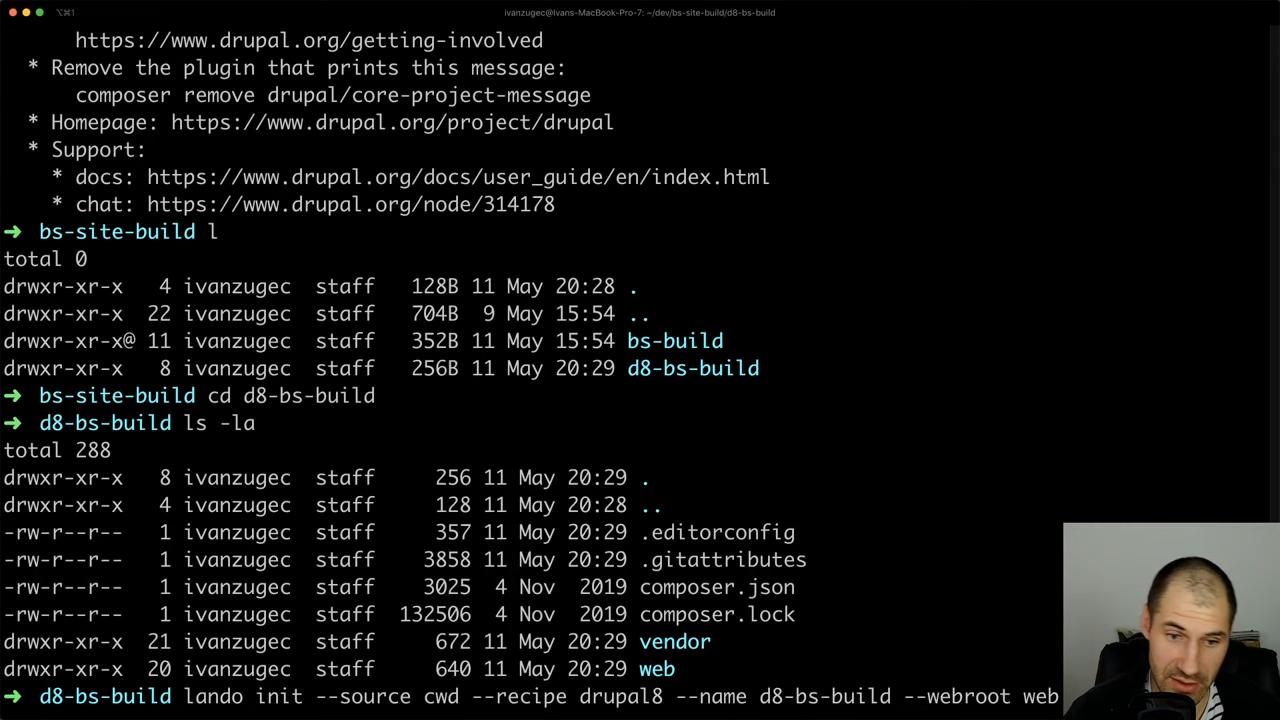 ⌥⌘1
ivanzugec@Ivans-MacBook-Pro-7: ~/dev/bs-site-build/d8-bs-build
https://www.drupal.org/getting-involved
* Remove the plugin that prints this message:
composer remove drupal/core-project-message
* Homepage: https://www.drupal.org/project/drupal
* Support:
* docs: https://www.drupal.org/docs/user_guide/en/index.html
* chat: https://www.drupal.org/node/314178
➜ bs-site-build l
total 0
drwxr-xr-x 4 ivanzugec staff 128B 11 May 20:28 .
drwxr-xr-x 22 ivanzugec staff 704B 9 May 15:54 ..
drwxr-xr-x@ 11 ivanzugec staff 352B 11 May 15:54 bs-build
drwxr-xr-x 8 ivanzugec staff 256B 11 May 20:29 d8-bs-build
➜ bs-site-build cd d8-bs-build
➜ d8-bs-build ls -la
total 288
drwxr-xr-x 8 ivanzugec staff 256 11 May 20:29 .
drwxr-xr-x 4 ivanzugec staff 128 11 May 20:28 ..
-rw-r--r-- 1 ivanzugec staff 357 11 May 20:29 .editorconfig
-rw-r--r-- 1 ivanzugec staff 3858 11 May 20:29 .gitattributes
-rw-r--r-- 1 ivanzugec staff 3025 4 Nov 2019 composer.json
-rw-r--r-- 1 ivanzugec staff 132506 4 Nov 2019 composer.lock
drwxr-xr-x 21 ivanzugec staff 672 11 May 20:29 vendor
drwxr-xr-x 20 ivanzugec staff 640 11 May 20:29 web
➜ d8-bs-build lando init --source cwd --recipe drupal8 --name d8-bs-build --webroot web